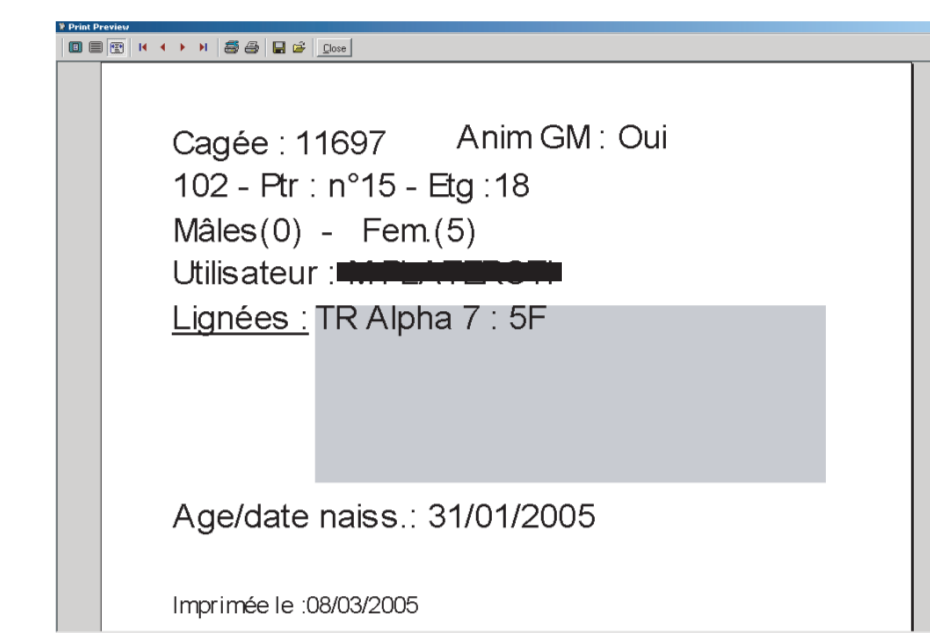 Print Preview
Close
Cagée : 11697 Anim GM : Oui
102 - Ptr : n°15 - Etg :18
Mâles(0) - Fem.(5)
Utilisateur :
Lignées : TR Alpha 7 : 5F
Age/date naiss.: 31/01/2005
Imprimée le :08/03/2005